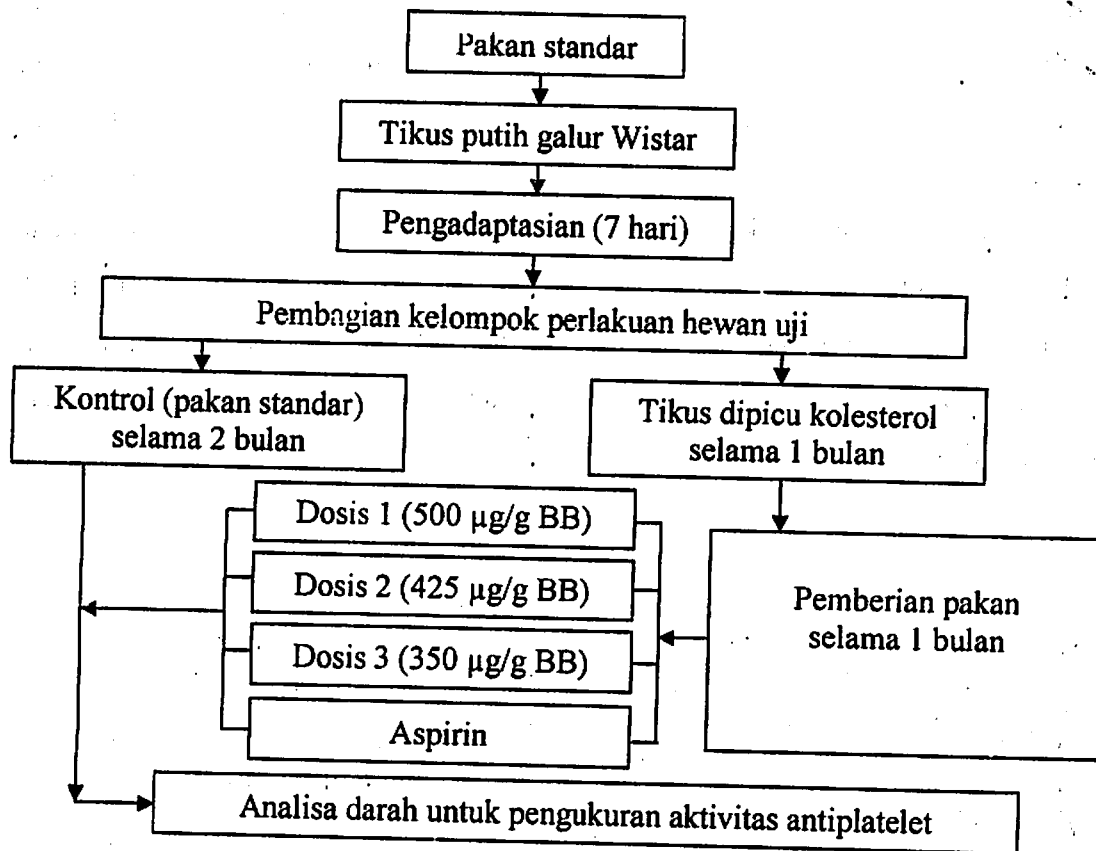 Pakan standar
Tikus putih galur Wistar
Pengadaptasian (7 hari)
Pembagian kelompok perlakuan hewan uji
Kontrol (pakan standar)
selama 2 bulan
Tikus dipicu kolesterol
selama 1 bulan
Dosis 1 (500 µg/g BB)
Dosis 2 (425 µg/g BB)
Dosis 3 (350 µg/g BB)
Aspirin
Pemberian pakan
selama 1 bulan
Analisa darah untuk pengukuran aktivitas antiplatelet